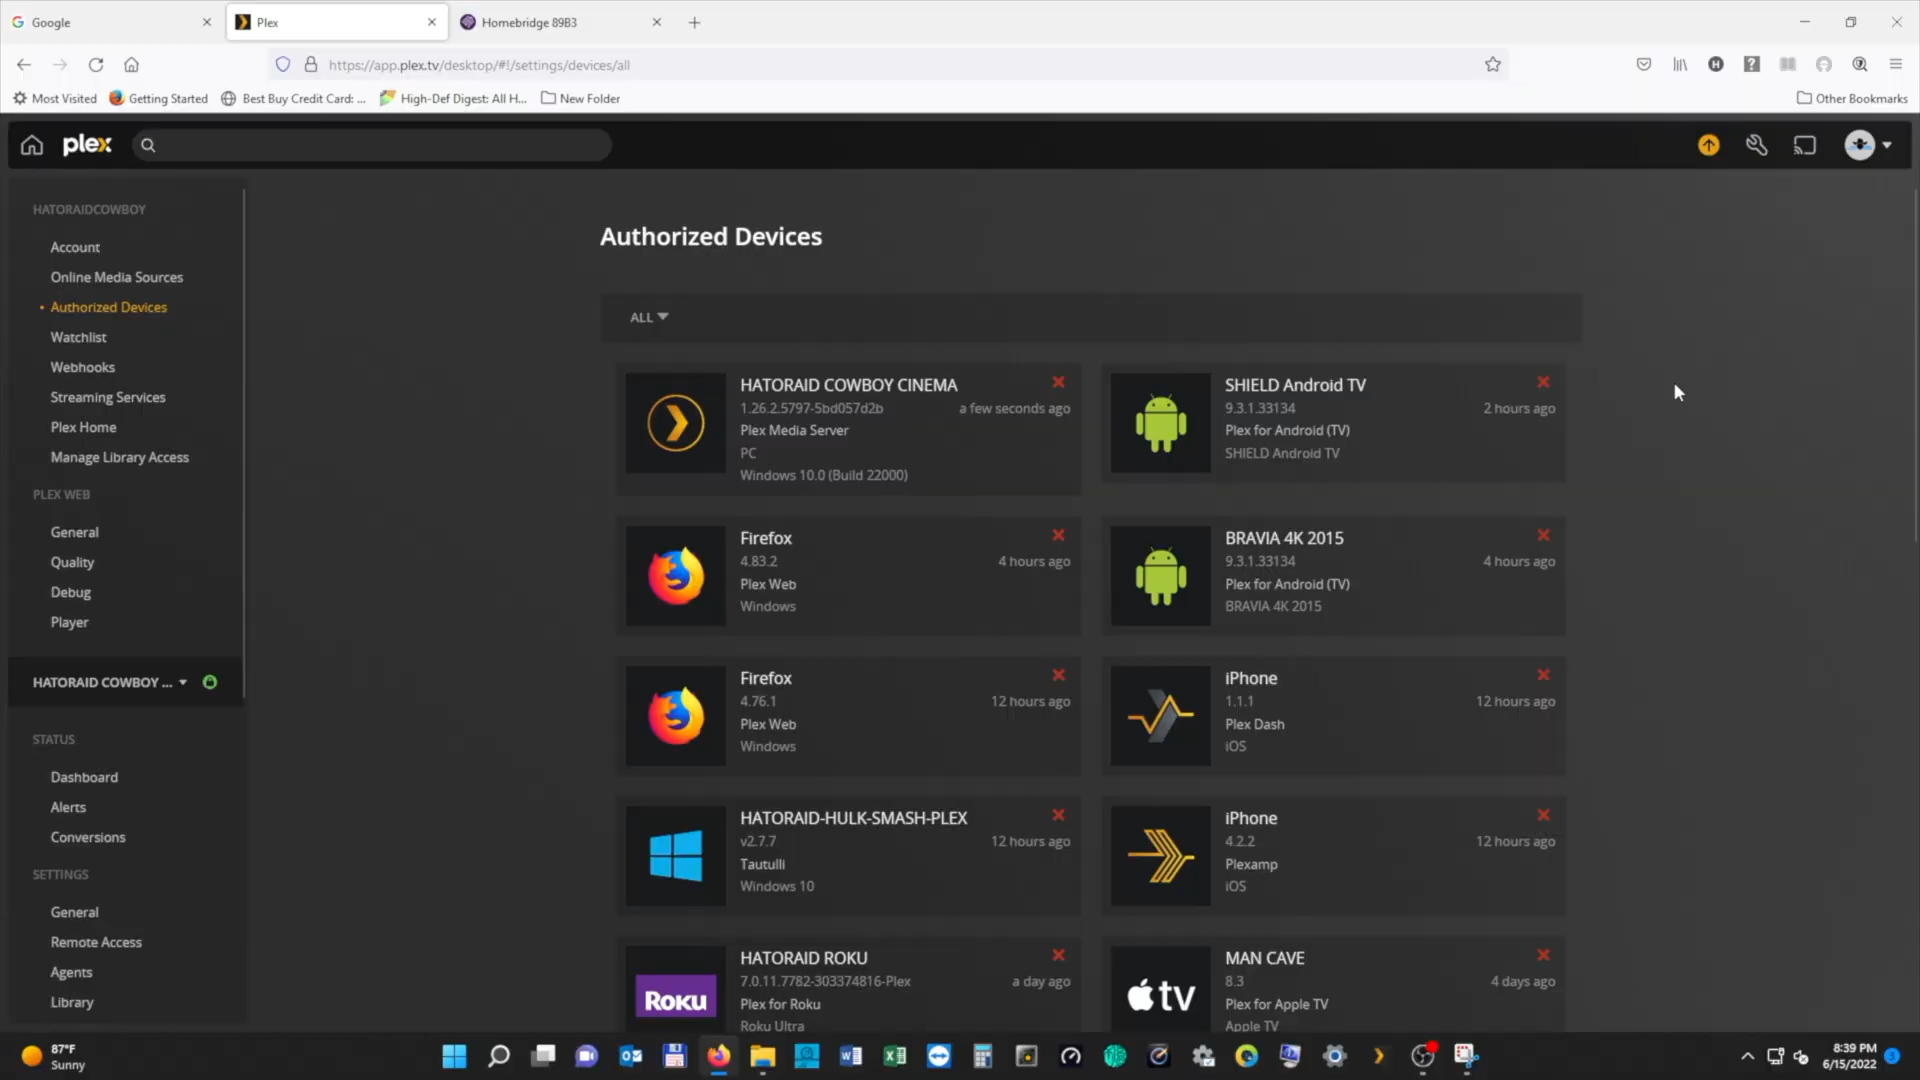 Google
Plex
Homebridge 89B3
https://app.plex.tv/desktop/#!/settings/devices/all
Most Visited
Getting Started
Best Buy Credit Card: ...
High-Def Digest: All H...
New Folder
Other Bookmarks
plex
HATORAIDCOWBOY
Account
Online Media Sources
Authorized Devices
Watchlist
Webhooks
Streaming Services
Plex Home
Manage Library Access
PLEX WEB
General
Quality
Debug
Player
HATORAID COWBOY ...
STATUS
Dashboard
Alerts
Conversions
SETTINGS
General
Remote Access
Agents
Library
Authorized Devices
ALL
HATORAID COWBOY CINEMA
1.26.2.5797-5bd057d2b a few seconds ago
Plex Media Server
PC
Windows 10.0 (Build 22000)
SHIELD Android TV
9.3.1.33134 2 hours ago
Plex for Android (TV)
SHIELD Android TV
Firefox
4.83.2 4 hours ago
Plex Web
Windows
BRAVIA 4K 2015
9.3.1.33134 4 hours ago
Plex for Android (TV)
BRAVIA 4K 2015
Firefox
4.76.1 12 hours ago
Plex Web
Windows
iPhone
1.1.1 12 hours ago
Plex Dash
iOS
HATORAID-HULK-SMASH-PLEX
v2.7.7 12 hours ago
Tautulli
Windows 10
iPhone
4.2.2 12 hours ago
Plexamp
iOS
Roku
HATORAID ROKU
7.0.11.7782-303374816-Plex a day ago
Plex for Roku
Roku Ultra
tv
MAN CAVE
8.3 4 days ago
Plex for Apple TV
Apple TV
87°F
Sunny
8:39 PM
6/15/2022